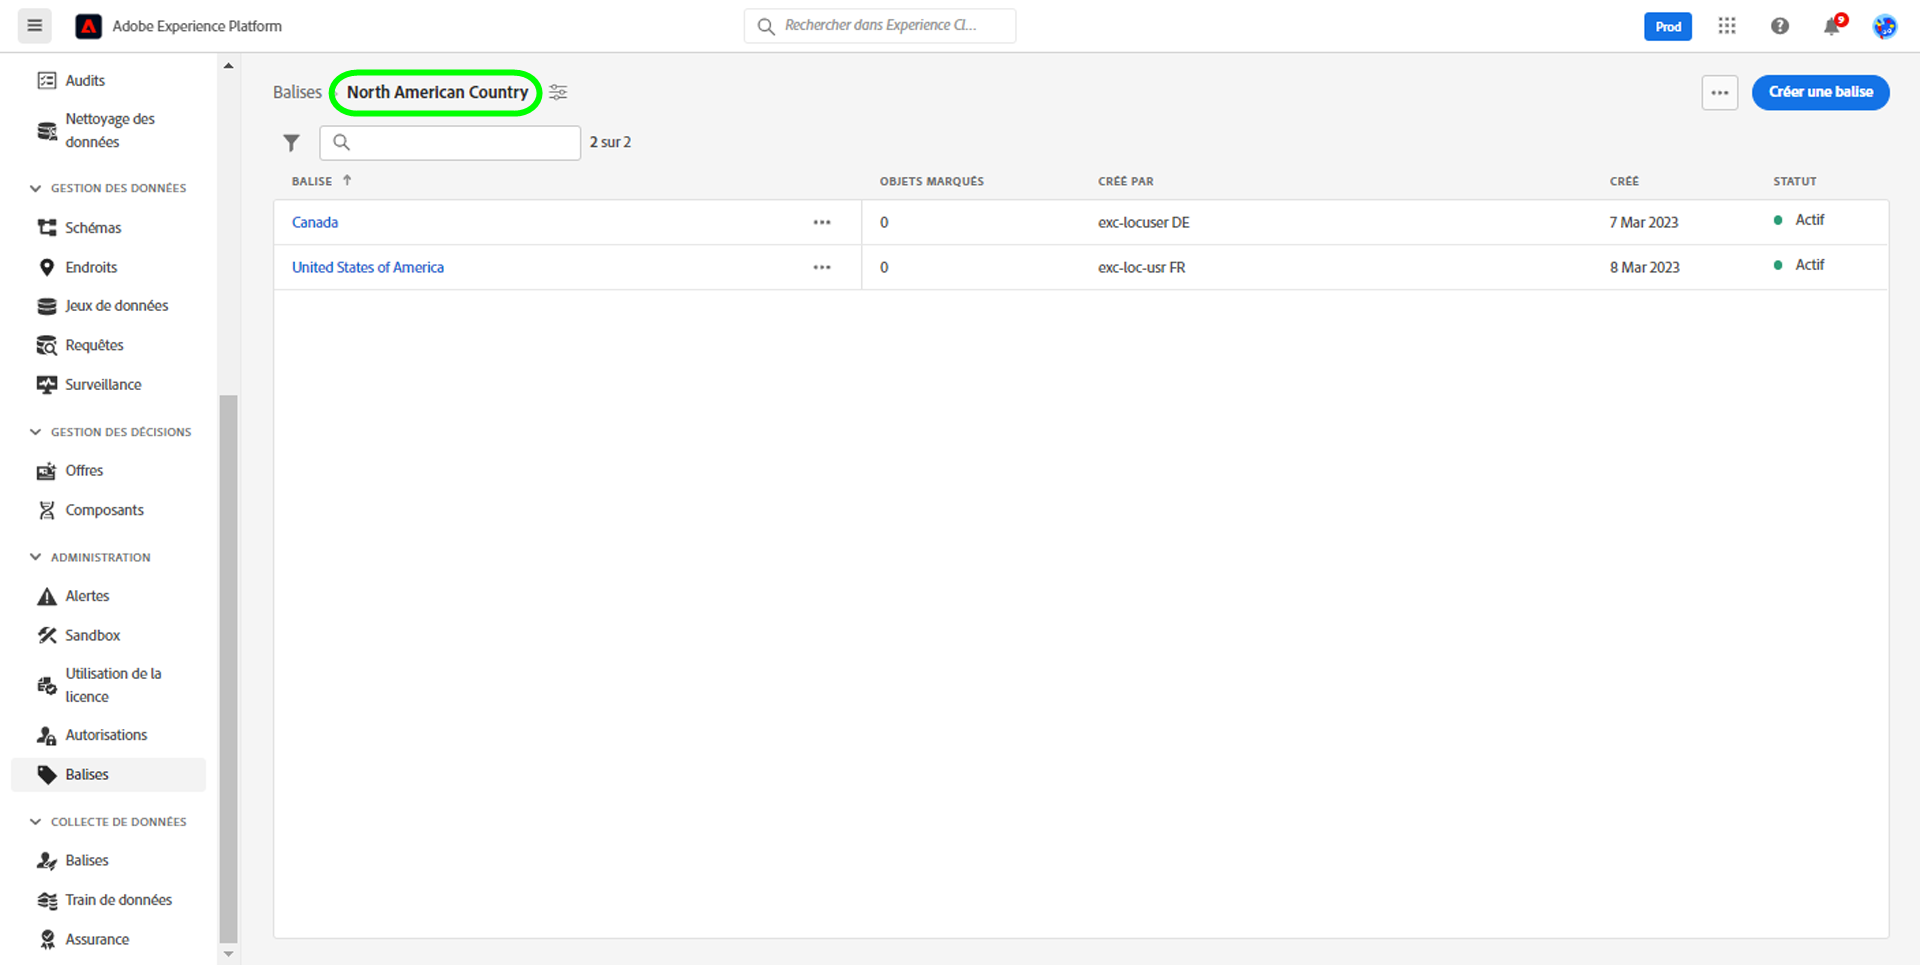 Adobe Experience Platform
Rechercher dans Experience Cl...
Prod
9
Audits
Nettoyage des
données
GESTION DES DONNÉES
Schémas
Endroits
Jeux de données
Requêtes
Surveillance
GESTION DES DÉCISIONS
Offres
Composants
ADMINISTRATION
Alertes
Sandbox
Utilisation de la
licence
Autorisations
Balises
COLLECTE DE DONNÉES
Balises
Train de données
Assurance
Balises North American Country
Créer une balise
2 sur 2
BALISE OBJETS MARQUÉS CRÉÉ PAR CRÉÉ STATUT
Canada 0 exc-locuser DE 7 Mar 2023 Actif
United States of America 0 exc-loc-usr FR 8 Mar 2023 Actif